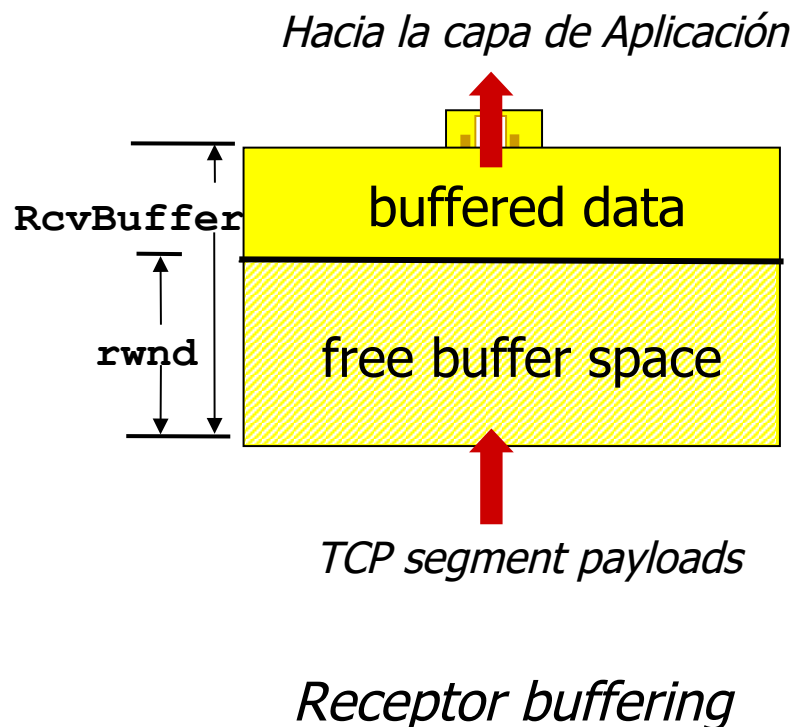 Hacia la capa de Aplicación
RcvBuffer
buffered data
rwnd
free buffer space
TCP segment payloads
Receptor buffering